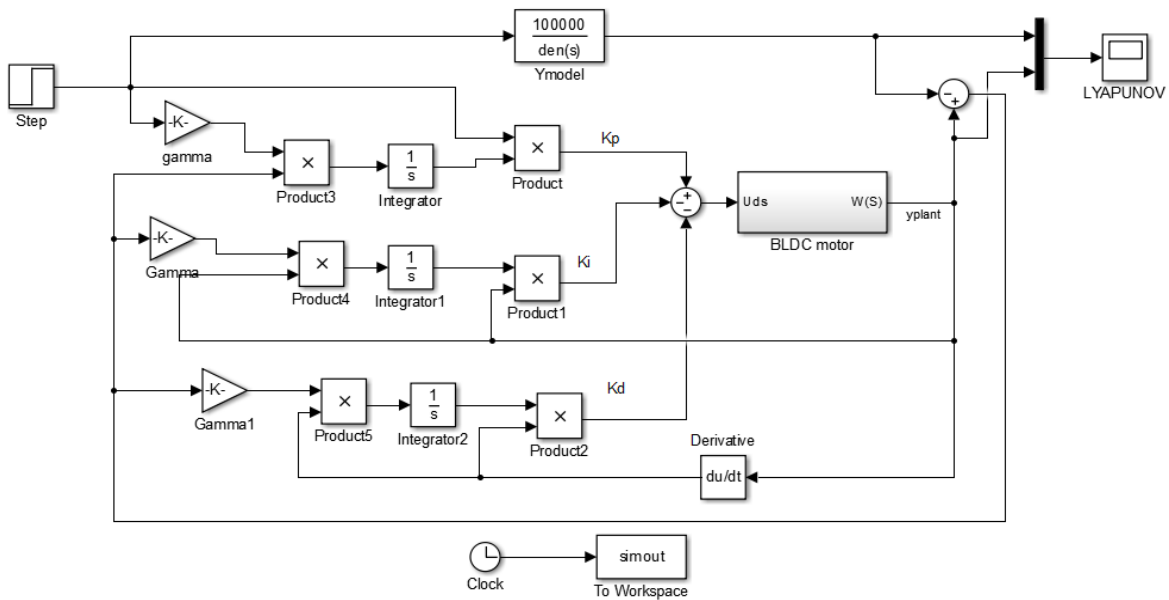 100000
den(s)
Ymodel
LYAPUNOV
Step
-K-
gamma
×
Product3
1
s
Integrator
×
Product
Kp
Uds
W(S)
BLDC motor
yplant
-K-
Gamma
×
Product4
1
s
Integrator1
×
Product1
Ki
-K-
Gamma1
×
Product5
1
s
Integrator2
×
Product2
Kd
Derivative
du/dt
Clock
simout
To Workspace